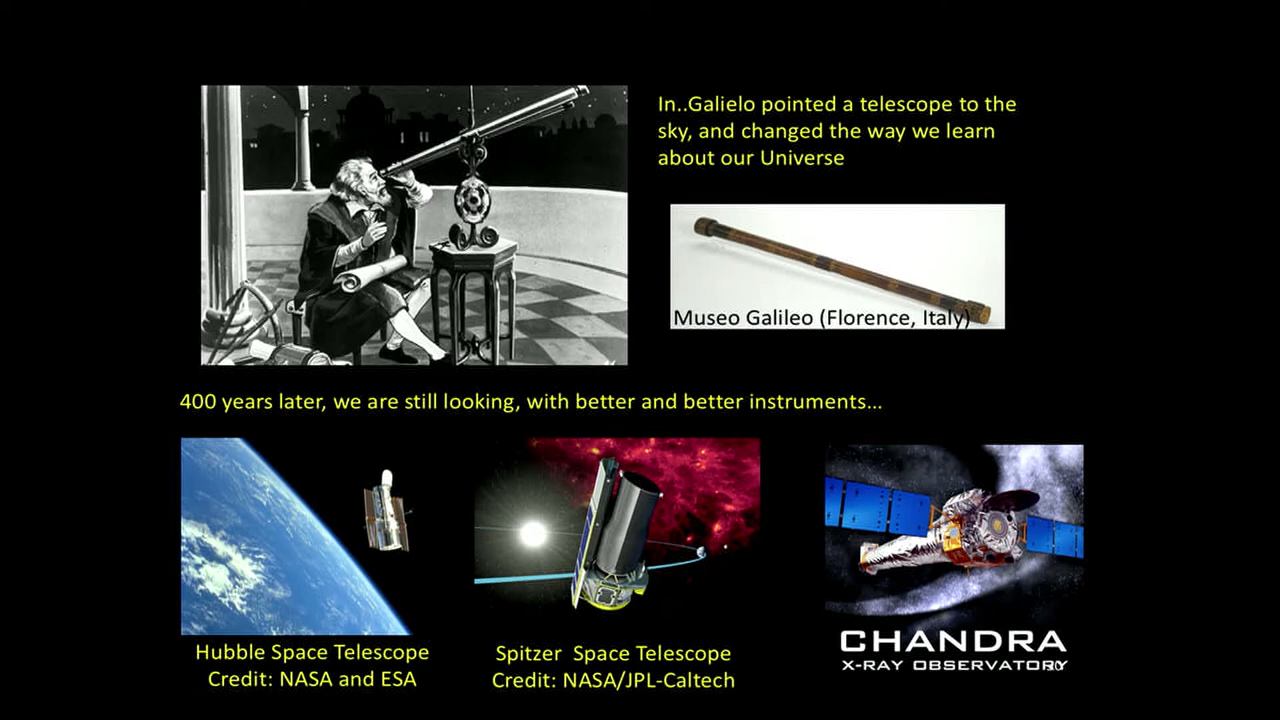 In..Galielo pointed a telescope to the
sky, and changed the way we learn
about our Universe
Museo Galileo (Florence, Italy)
400 years later, we are still looking, with better and better instruments...
Hubble Space Telescope
Credit: NASA and ESA
Spitzer Space Telescope
Credit: NASA/JPL-Caltech
CHANDRA
X-RAY OBSERVATORY